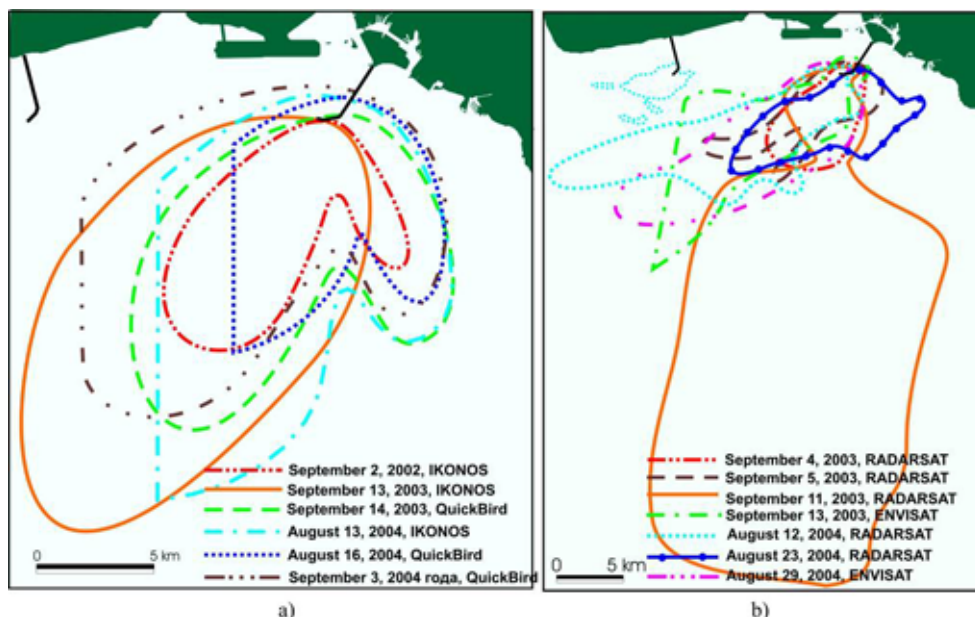 September 2, 2002, IKONOS
September 13, 2003, IKONOS
September 14, 2003, QuickBird
August 13, 2004, IKONOS
August 16, 2004, QuickBird
September 3, 2004 года, QuickBird
0 5 km
a)
September 4, 2003, RADARSAT
September 5, 2003, RADARSAT
September 11, 2003, RADARSAT
September 13, 2003, ENVISAT
August 12, 2004, RADARSAT
August 23, 2004, RADARSAT
August 29, 2004, ENVISAT
0 5 km
b)